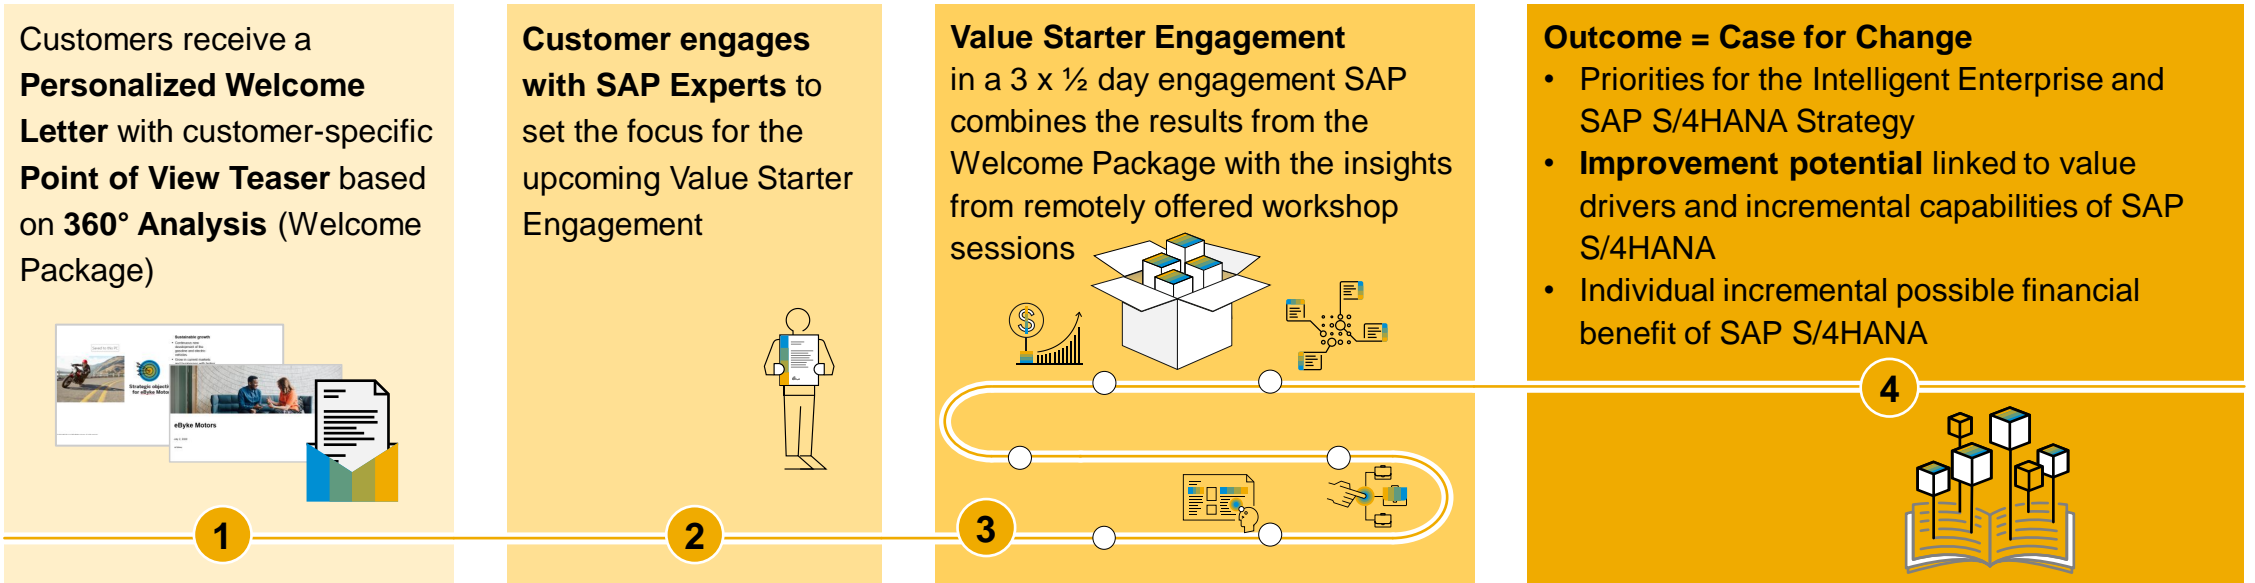 Customers receive a
Personalized Welcome
Letter with customer-specific
Point of View Teaser based
on 360° Analysis (Welcome
Package)
Sustainable growth
Strategic objecti
for eByke Motor
eByke Motors
1
Customer engages
with SAP Experts to
set the focus for the
upcoming Value Starter
Engagement
2
Value Starter Engagement
in a 3 x ½ day engagement SAP
combines the results from the
Welcome Package with the insights
from remotely offered workshop
sessions
$
3
Outcome = Case for Change
• Priorities for the Intelligent Enterprise and
SAP S/4HANA Strategy
• Improvement potential linked to value
drivers and incremental capabilities of SAP
S/4HANA
• Individual incremental possible financial
benefit of SAP S/4HANA
4